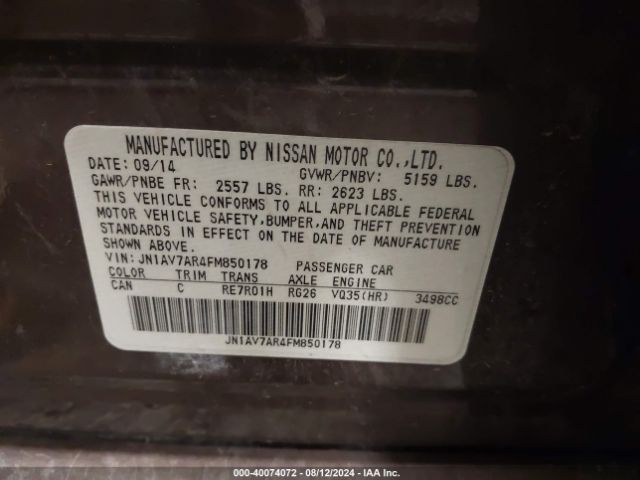 MANUFACTURED BY NISSAN MOTOR CO.,LTD.
DATE: 09/14 GVWR/PNBV: 5159 LBS.
GAWR/PNBE FR: 2557 LBS. RR: 2623 LBS.
THIS VEHICLE CONFORMS TO ALL APPLICABLE FEDERAL
MOTOR VEHICLE SAFETY,BUMPER,AND THEFT PREVENTION
STANDARDS IN EFFECT ON THE DATE OF MANUFACTURE
SHOWN ABOVE.
VIN: JN1AV7AR4FM850178 PASSENGER CAR
COLOR TRIM TRANS AXLE ENGINE
CAN C RE7R01H RG26 VQ35(HR) 3498CC
JN1AV7AR4FM850178
000-40074072 - 08/12/2024 - IAA Inc.